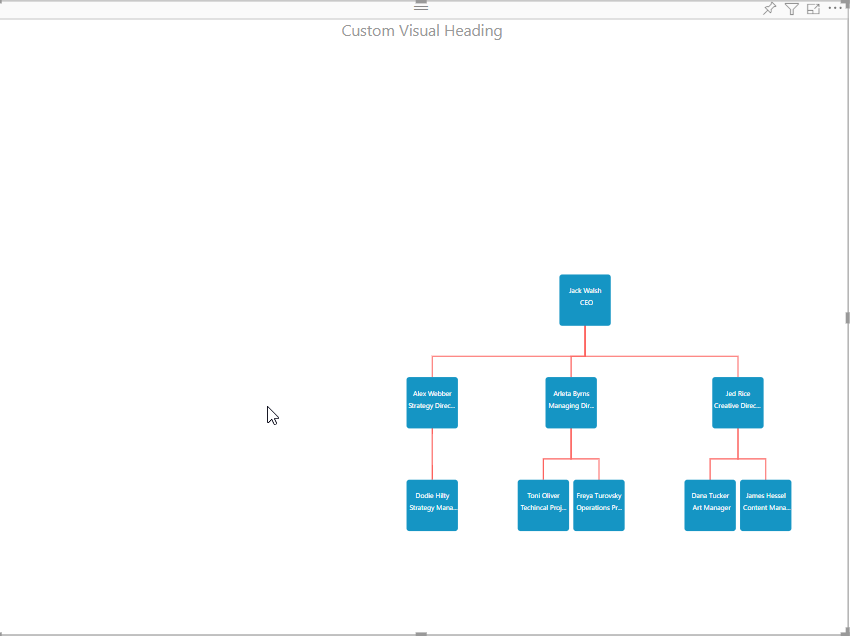 Custom Visual Heading
Jack Walsh
CEO
Alex Webber
Strategy Direc...
Arleta Byrns
Managing Dir...
Jed Rice
Creative Direc...
Dodie Hilty
Strategy Mana...
Toni Oliver
Techincal Proj...
Freya Turovsky
Operations Pr...
Dana Tucker
Art Manager
James Hessel
Content Mana...